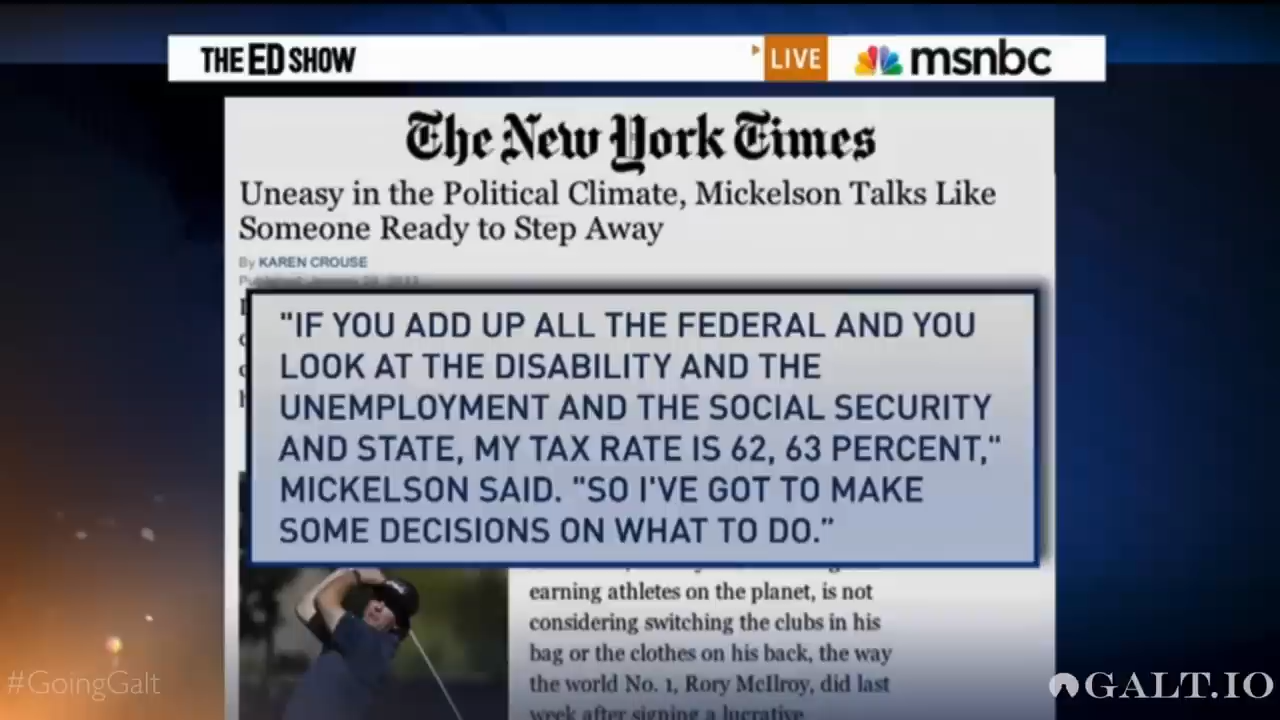 THE ED SHOW
LIVE
msnbc
The New York Times
Uneasy in the Political Climate, Mickelson Talks Like
Someone Ready to Step Away
By KAREN CROUSE
"IF YOU ADD UP ALL THE FEDERAL AND YOU
LOOK AT THE DISABILITY AND THE
UNEMPLOYMENT AND THE SOCIAL SECURITY
AND STATE, MY TAX RATE IS 62, 63 PERCENT,"
MICKELSON SAID. "SO I'VE GOT TO MAKE
SOME DECISIONS ON WHAT TO DO."
earning athletes on the planet, is not
considering switching the clubs in his
bag or the clothes on his back, the way
the world No. 1, Rory McIlroy, did last
week after signing a lucrative
#GoingGalt
GALT.IO